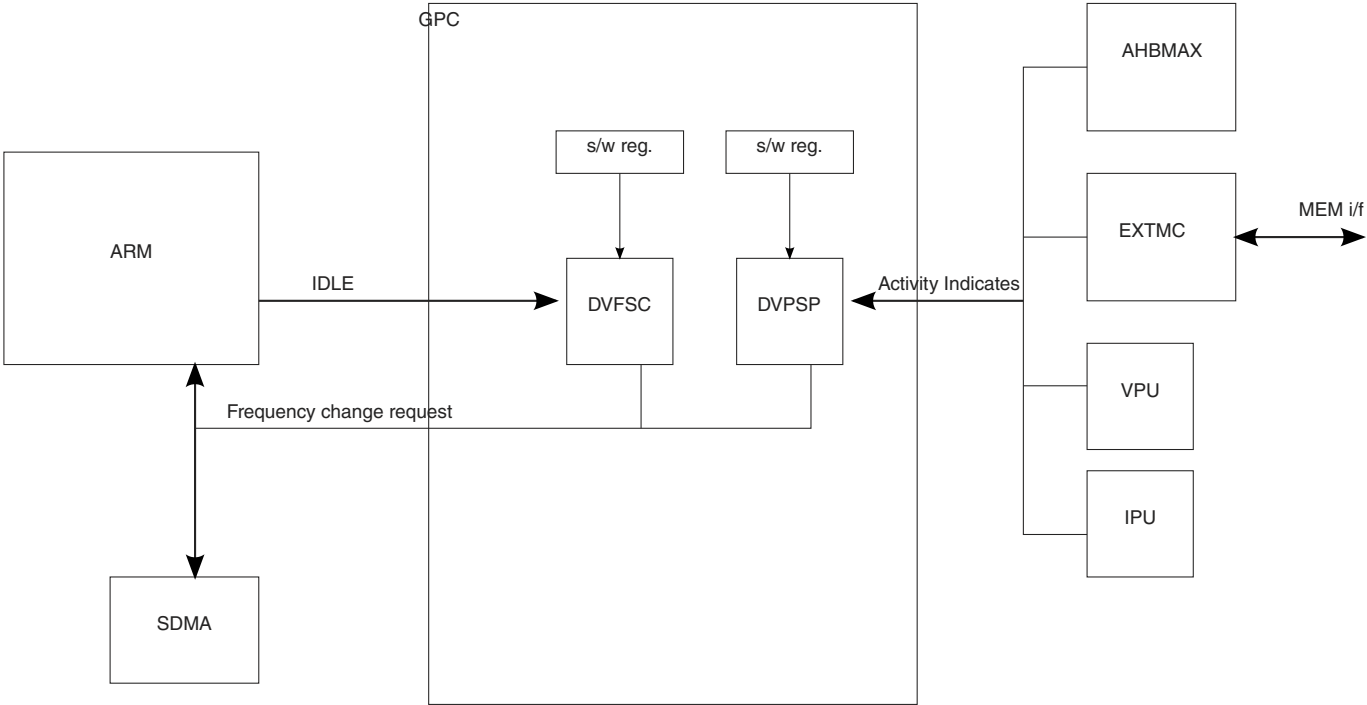 GPC
AHBMAX
s/w reg.
s/w reg.
MEM i/f
EXTMC
ARM
IDLE
DVFSC
DVPSP
Activity Indicates
VPU
Frequency change request
IPU
SDMA